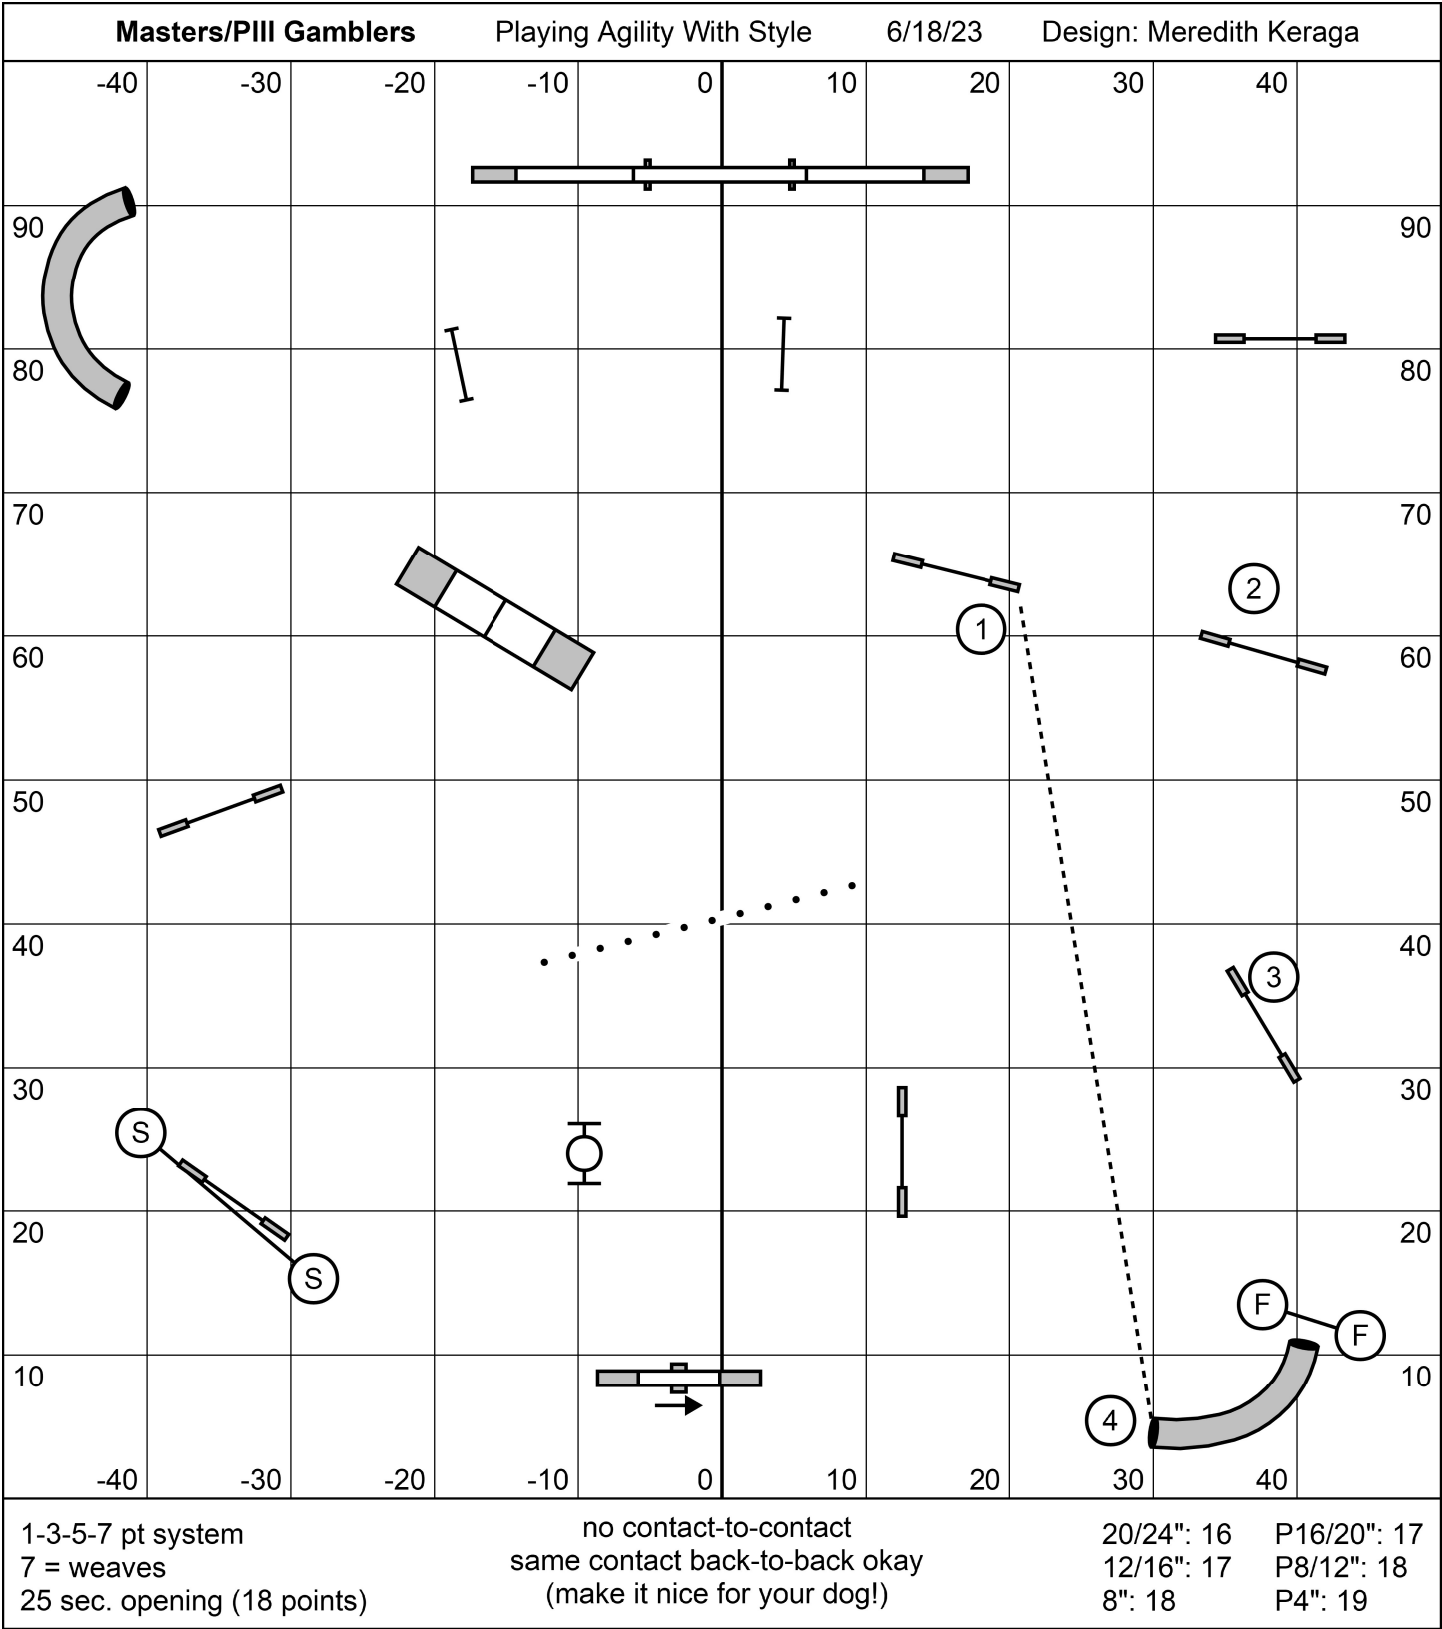 Masters/PIII Gamblers Playing Agility With Style 6/18/23 Design: Meredith Keraga
-40 -30 -20 -10 0 10 20 30 40
90 90
80 80
70 70
2
1
60 60
50 50
40 40
3
30 30
S
20 20
S
F
F
10 10
4
-40 -30 -20 -10 0 10 20 30 40
1-3-5-7 pt system
7 = weaves
25 sec. opening (18 points)
no contact-to-contact
same contact back-to-back okay
(make it nice for your dog!)
20/24": 16 P16/20": 17
12/16": 17 P8/12": 18
8": 18 P4": 19